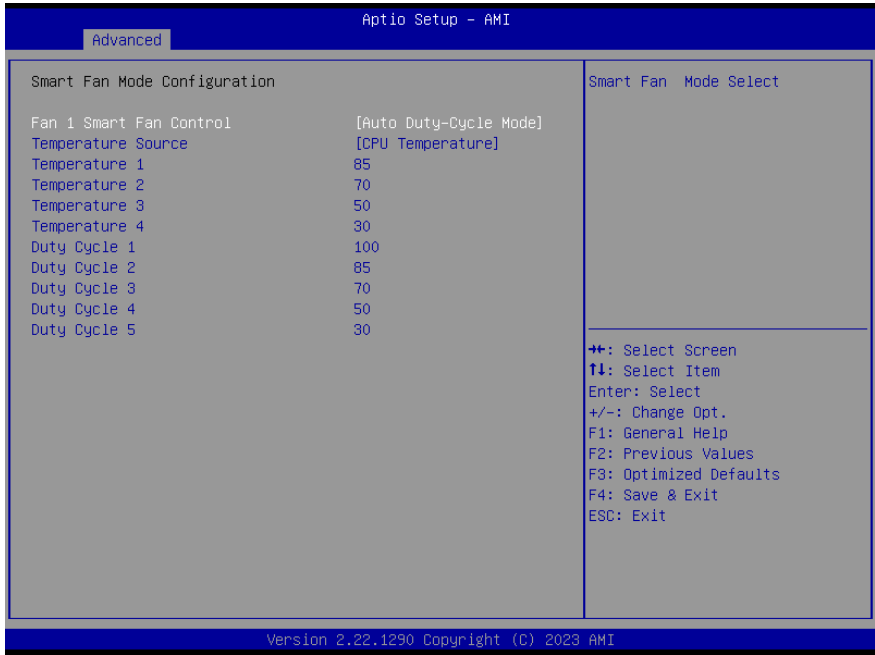 Aptio Setup – AMI
Advanced
Smart Fan Mode Configuration
Fan 1 Smart Fan Control [Auto Duty-Cycle Mode]
Temperature Source [CPU Temperature]
Temperature 1 85
Temperature 2 70
Temperature 3 50
Temperature 4 30
Duty Cycle 1 100
Duty Cycle 2 85
Duty Cycle 3 70
Duty Cycle 4 50
Duty Cycle 5 30
Smart Fan  Mode Select
→←: Select Screen
↑↓: Select Item
Enter: Select
+/-: Change Opt.
F1: General Help
F2: Previous Values
F3: Optimized Defaults
F4: Save & Exit
ESC: Exit
Version 2.22.1290 Copyright (C) 2023 AMI